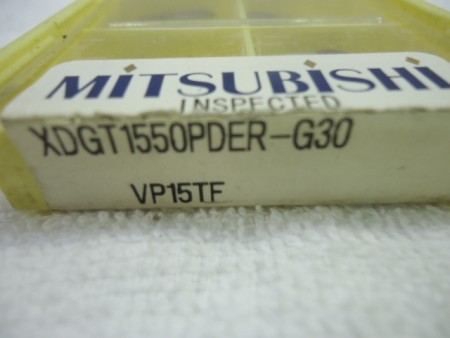 MITSUBISHI
INSPECTED
XDGT1550PDER-G30
VP15TF